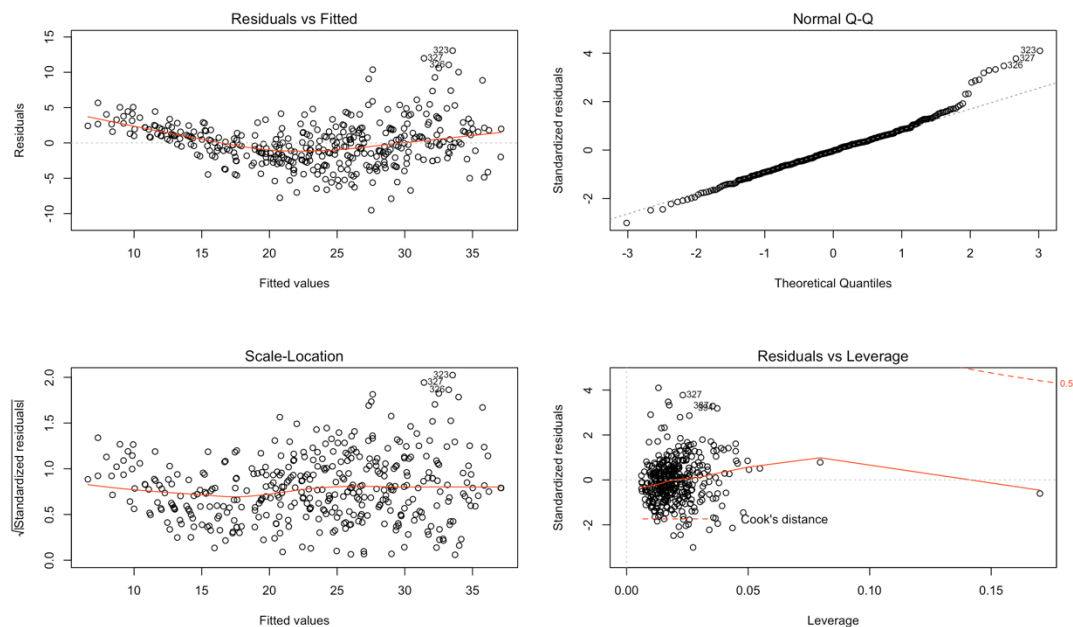 Residuals vs Fitted
Residuals
15
10
5
0
-5
-10
323
327
326
10 15 20 25 30 35
Fitted values
Normal Q-Q
Standardized residuals
4
2
0
-2
323
327
326
-3 -2 -1 0 1 2 3
Theoretical Quantiles
Scale-Location
√|Standardized residuals|
2.0
1.5
1.0
0.5
0.0
323
327
326
10 15 20 25 30 35
Fitted values
Residuals vs Leverage
Standardized residuals
4
2
0
-2
327
394
0.5
Cook's distance
0.00 0.05 0.10 0.15
Leverage